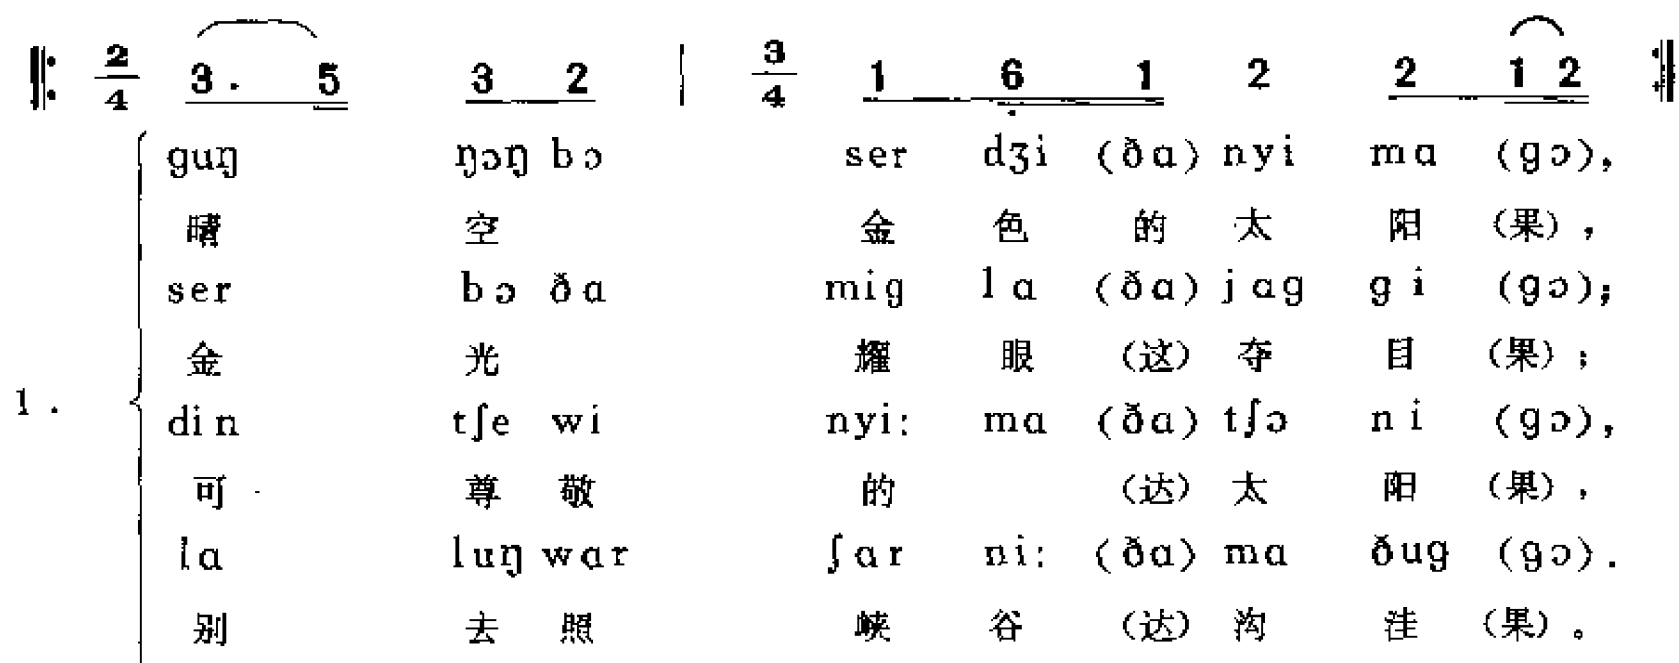 2/4 3. 5 3 2 | 3/4 1 6 1 2 2 1 2
guŋ ŋɔŋ bɔ ser dʒi (ða) nyi ma (gɔ),
晴 空 金 色 的 太 阳 (果),
ser bɔ ða mig la (ða) jag gi (gɔ);
金 光 耀 眼 (这) 夺 目 (果);
1. din tʃe wi nyi: ma (ða) tʃɔ ni (gɔ),
可 尊 敬 的 (达) 太 阳 (果),
la luŋ war ʃar ni: (ða) ma ðug (gɔ).
别 去 照 峡 谷 (达) 沟 洼 (果)。